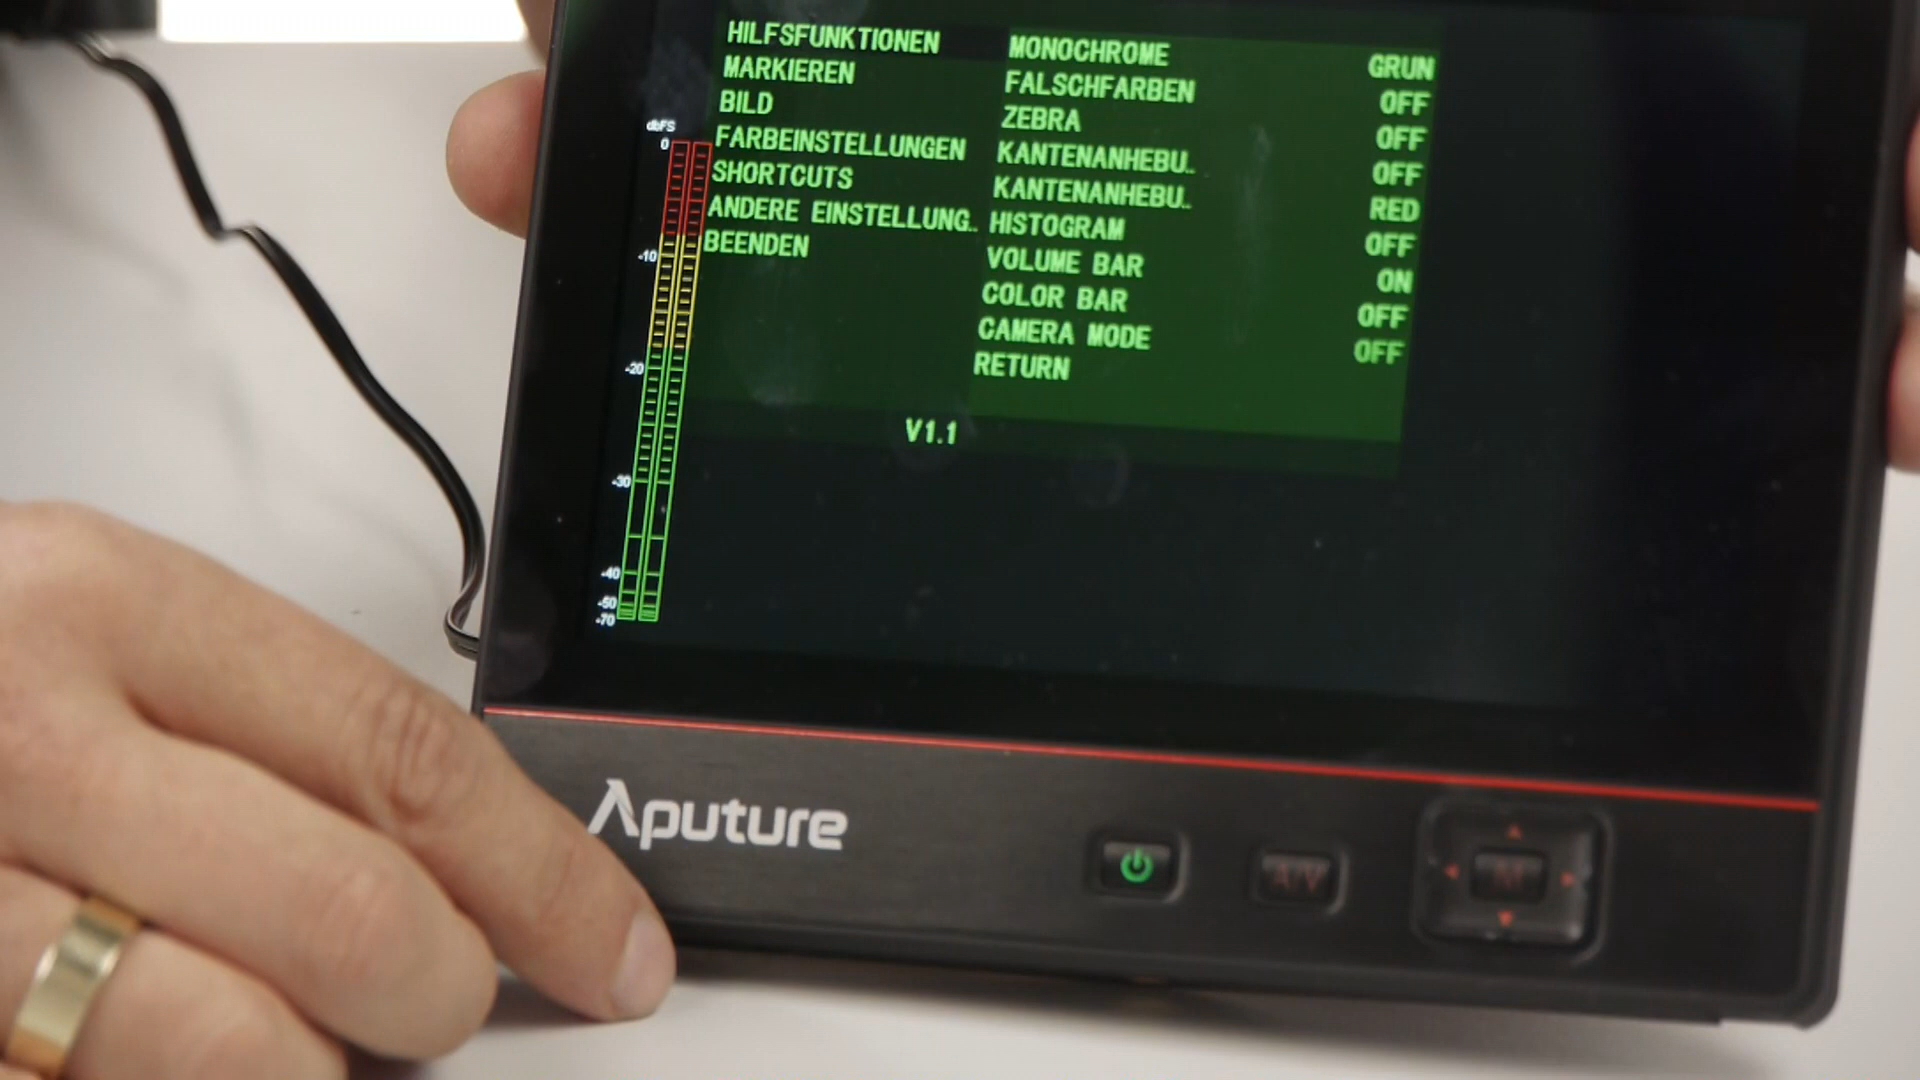 HILFSFUNKTIONEN
MARKIEREN
BILD
FARBEINSTELLUNGEN
SHORTCUTS
ANDERE EINSTELLUNG..
BEENDEN
MONOCHROME GRUN
FALSCHFARBEN OFF
ZEBRA OFF
KANTENANHEBU.. OFF
KANTENANHEBU.. RED
HISTOGRAM OFF
VOLUME BAR ON
COLOR BAR OFF
CAMERA MODE OFF
RETURN
V1.1
dbFS
0
-10
-20
-30
-40
-50
-70
Aputure
A/V
M